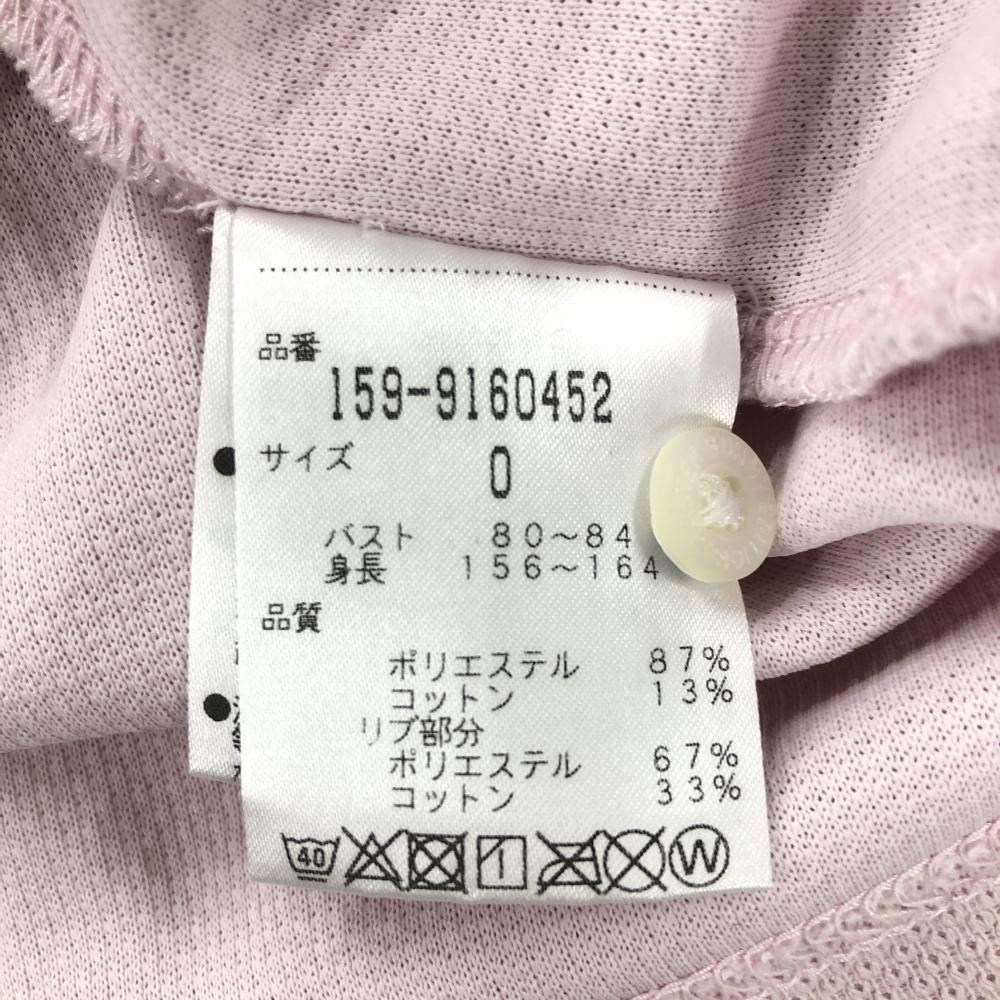 品番
159-9160452
サイズ 0
バスト 80～84
身長 156～164
品質
ポリエステル 87%
コットン 13%
リブ部分
ポリエステル 67%
コットン 33%
40
W